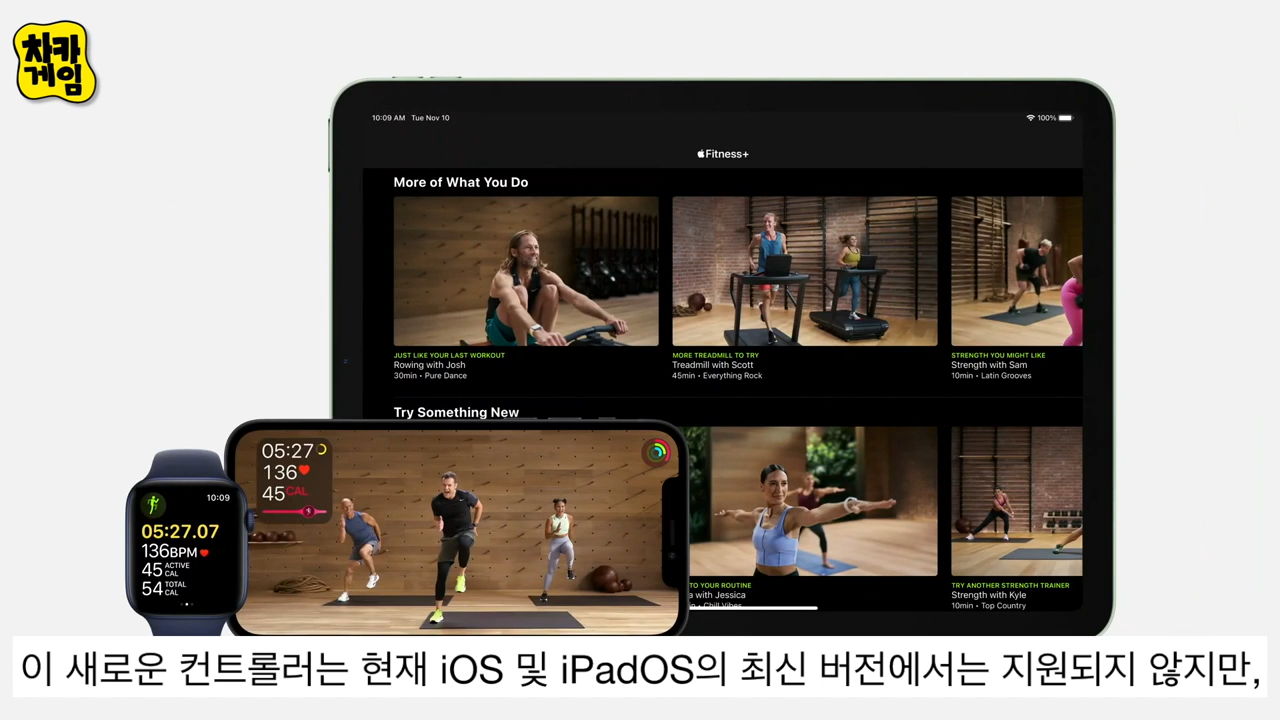 차카
게임
10:09 AM Tue Nov 10
100%
Fitness+
More of What You Do
JUST LIKE YOUR LAST WORKOUT
Rowing with Josh
30min • Pure Dance
MORE TREADMILL TO TRY
Treadmill with Scott
45min • Everything Rock
STRENGTH YOU MIGHT LIKE
Strength with Sam
10min • Latin Grooves
Try Something New
TO YOUR ROUTINE
a with Jessica
n • Chill Vibes
TRY ANOTHER STRENGTH TRAINER
Strength with Kyle
10min • Top Country
05:27
136
45CAL
10:09
05:27.07
136BPM
45 ACTIVE CAL
54 TOTAL CAL
이 새로운 컨트롤러는 현재 iOS 및 iPadOS의 최신 버전에서는 지원되지 않지만,